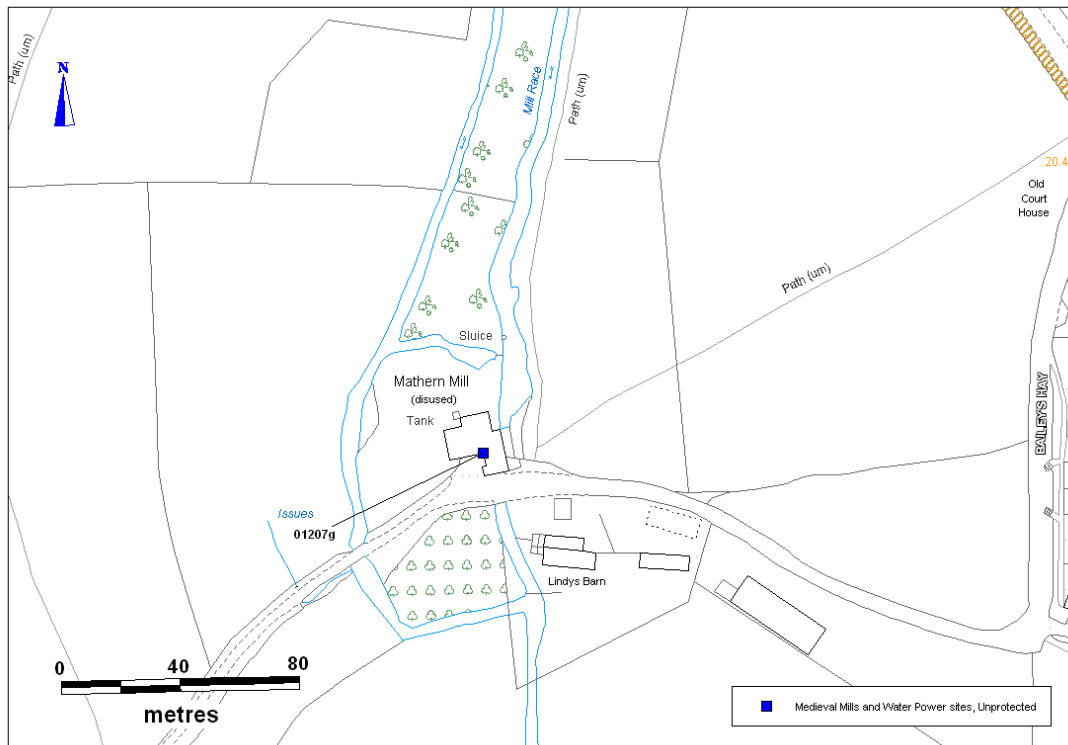 Path (um)
N
Mill Race
Path (um)
20.4
Old
Court
House
Path (um)
Sluice
Mathern Mill
(disused)
Tank
BAILEYS HAY
Issues
01207g
Lindys Barn
0 40 80
metres
Medieval Mills and Water Power sites, Unprotected